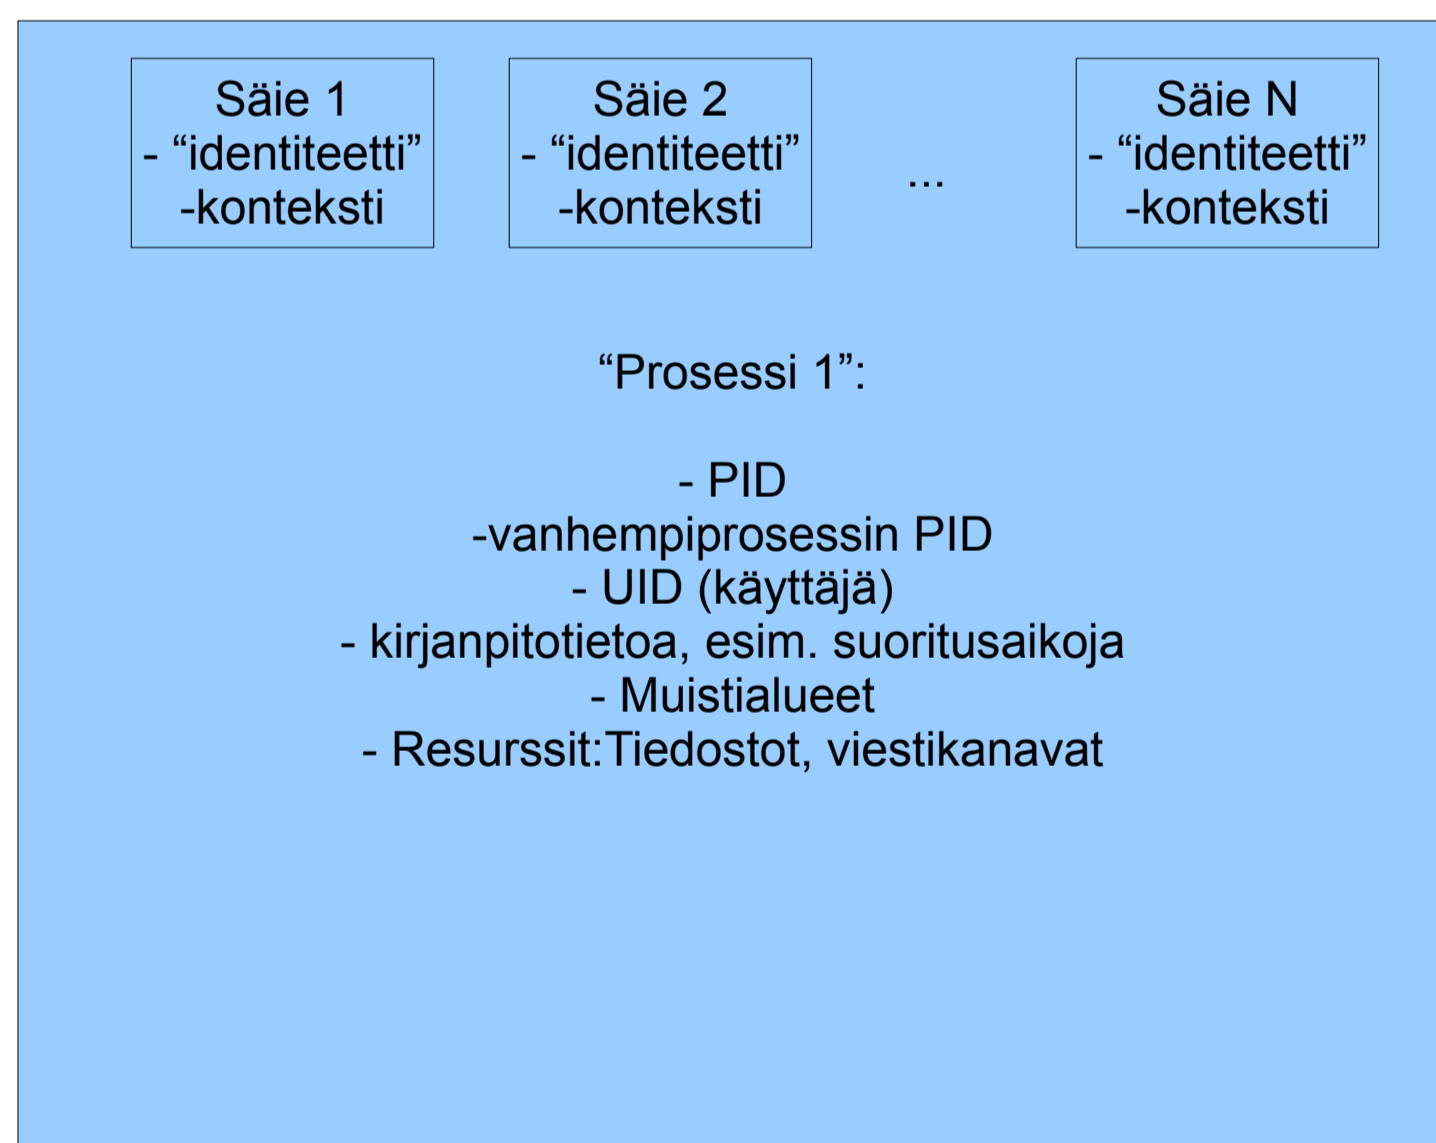 Säie 1
- “identiteetti”
-konteksti
Säie 2
- “identiteetti”
-konteksti
...
Säie N
- “identiteetti”
-konteksti
“Prosessi 1”:
- PID
-vanhempiprosessin PID
- UID (käyttäjä)
- kirjanpitotietoa, esim. suoritusaikoja
- Muistialueet
- Resurssit:Tiedostot, viestikanavat